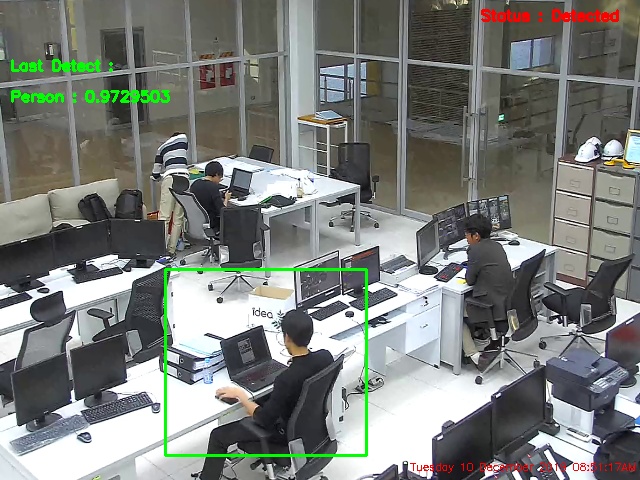 Status : Detected
Last Detect :
Person : 0.9729503
idea
Tuesday 10 December 2019 08:51:17AM